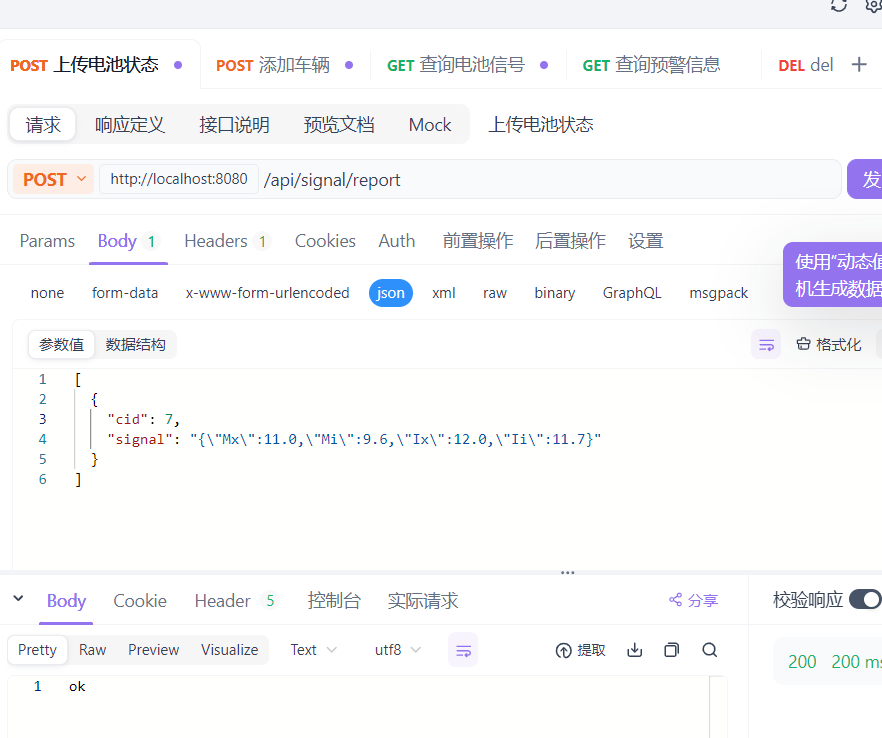 POST 上传电池状态 POST 添加车辆 GET 查询电池信号 GET 查询预警信息 DEL del
请求 响应定义 接口说明 预览文档 Mock 上传电池状态
POST http://localhost:8080 /api/signal/report 发
Params Body 1 Headers 1 Cookies Auth 前置操作 后置操作 设置
使用“动态值
机生成数据
none form-data x-www-form-urlencoded json xml raw binary GraphQL msgpack
参数值 数据结构 格式化
1 [
2 {
3 "cid": 7,
4 "signal": "{\"Mx\":11.0,\"Mi\":9.6,\"Ix\":12.0,\"Ii\":11.7}"
5 }
6 ]
Body Cookie Header 5 控制台 实际请求 分享 校验响应
Pretty Raw Preview Visualize Text utf8 提取 200 200 ms
1 ok